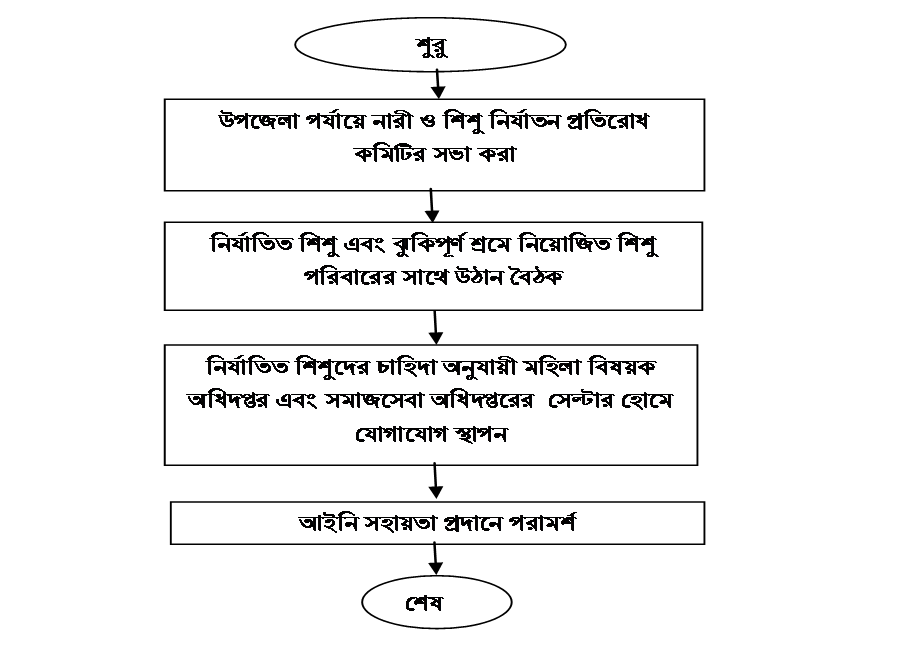 শুরু
উপজেলা পর্যায়ে নারী ও শিশু নির্যাতন প্রতিরোধ
কমিটির সভা করা
নির্যাতিত শিশু এবং ঝুকিপূর্ণ শ্রমে নিয়োজিত শিশু
পরিবারের সাথে উঠান বৈঠক
নির্যাতিত শিশুদের চাহিদা অনুযায়ী মহিলা বিষয়ক
অধিদপ্তর এবং সমাজসেবা অধিদপ্তরের সেল্টার হোমে
যোগাযোগ স্থাপন
আইনি সহায়তা প্রদানে পরামর্শ
শেষ